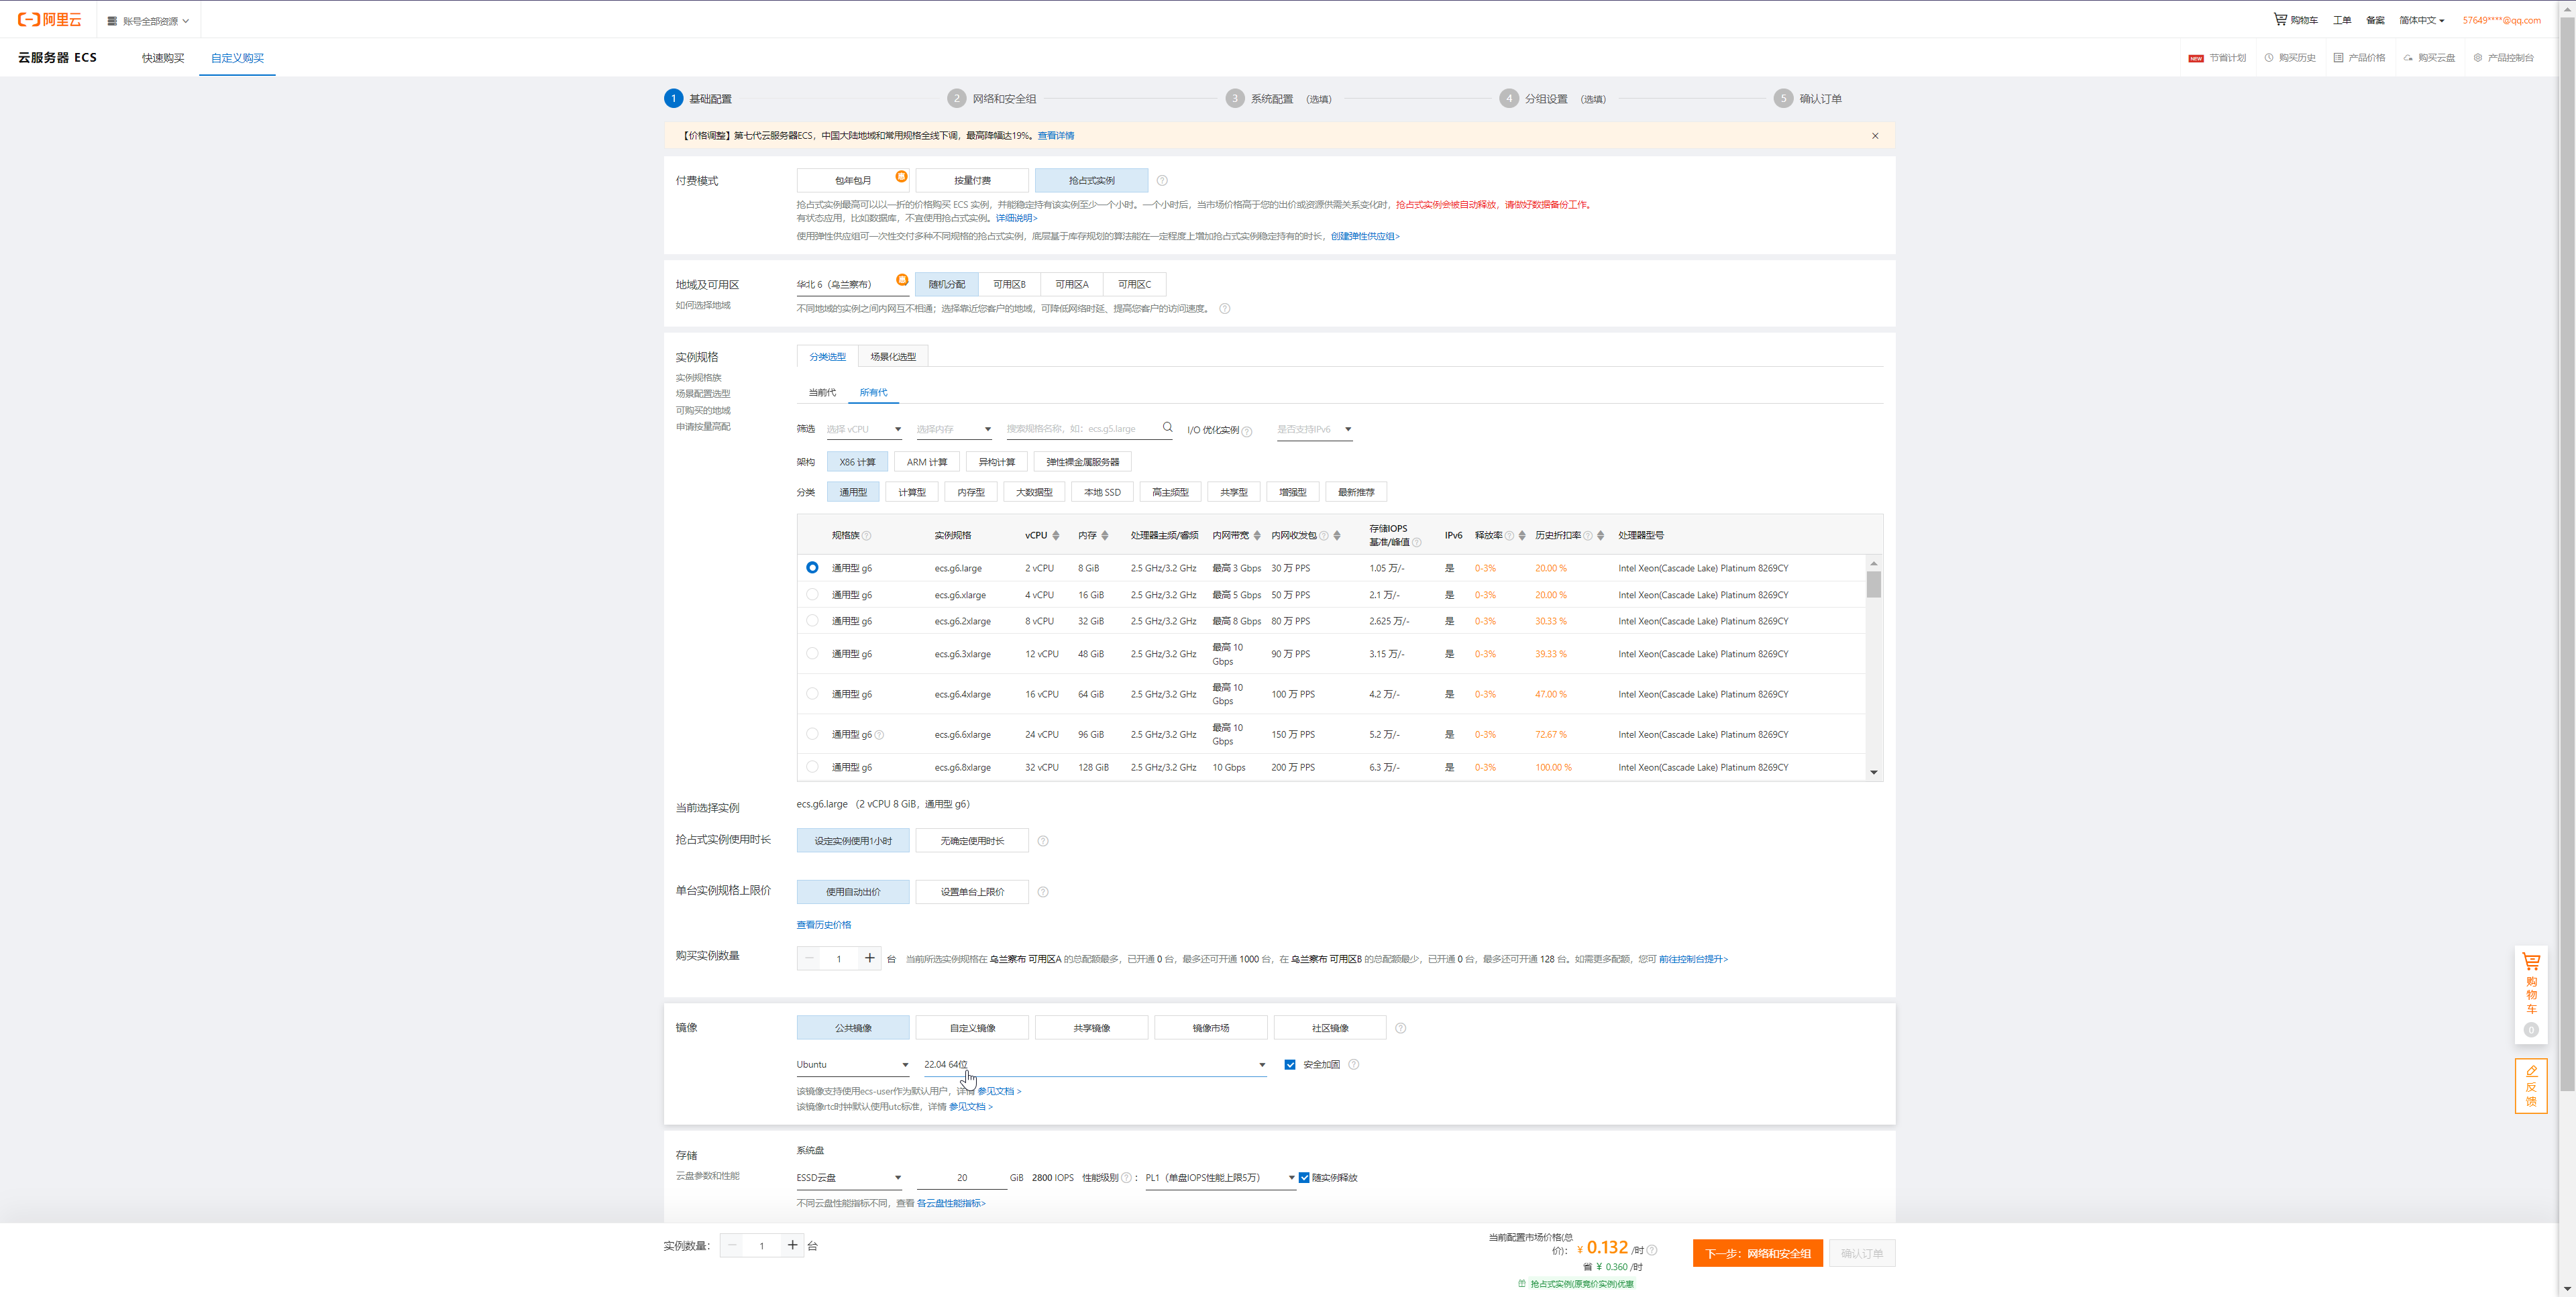 阿里云 账号全部资源 购物车 工单 备案 简体中文 57649****@qq.com
云服务器 ECS 快速购买 自定义购买 NEW 节省计划 购买历史 产品价格 购买云盘 产品控制台
1 基础配置 2 网络和安全组 3 系统配置 (选填) 4 分组设置 (选填) 5 确认订单
【价格调整】第七代云服务器ECS，中国大陆地域和常用规格全线下调，最高降幅达19%。查看详情
付费模式 包年包月 惠 按量付费 抢占式实例
抢占式实例最高可以以一折的价格购买 ECS 实例，并能稳定持有该实例至少一个小时。一个小时后，当市场价格高于您的出价或资源供需关系变化时，抢占式实例会被自动释放，请做好数据备份工作。
有状态应用，比如数据库，不宜使用抢占式实例。详细说明>
使用弹性供应组可一次性交付多种不同规格的抢占式实例，底层基于库存规划的算法能在一定程度上增加抢占式实例稳定持有的时长，创建弹性供应组>
地域及可用区 华北 6（乌兰察布） 惠 随机分配 可用区B 可用区A 可用区C
如何选择地域 不同地域的实例之间内网互不相通；选择靠近您客户的地域，可降低网络时延、提高您客户的访问速度。
实例规格 分类选型 场景化选型
实例规格族
场景配置选型 当前代 所有代
可购买的地域
申请按量高配
筛选 选择 vCPU 选择内存 搜索规格名称，如：ecs.g5.large I/O 优化实例 是否支持IPv6
架构 X86 计算 ARM 计算 异构计算 弹性裸金属服务器
分类 通用型 计算型 内存型 大数据型 本地 SSD 高主频型 共享型 增强型 最新推荐
规格族 实例规格 vCPU 内存 处理器主频/睿频 内网带宽 内网收发包 存储IOPS 基准/峰值 IPv6 释放率 历史折扣率 处理器型号
通用型 g6 ecs.g6.large 2 vCPU 8 GiB 2.5 GHz/3.2 GHz 最高 3 Gbps 30 万 PPS 1.05 万/- 是 0-3% 20.00 % Intel Xeon(Cascade Lake) Platinum 8269CY
通用型 g6 ecs.g6.xlarge 4 vCPU 16 GiB 2.5 GHz/3.2 GHz 最高 5 Gbps 50 万 PPS 2.1 万/- 是 0-3% 20.00 % Intel Xeon(Cascade Lake) Platinum 8269CY
通用型 g6 ecs.g6.2xlarge 8 vCPU 32 GiB 2.5 GHz/3.2 GHz 最高 8 Gbps 80 万 PPS 2.625 万/- 是 0-3% 30.33 % Intel Xeon(Cascade Lake) Platinum 8269CY
通用型 g6 ecs.g6.3xlarge 12 vCPU 48 GiB 2.5 GHz/3.2 GHz 最高 10 Gbps 90 万 PPS 3.15 万/- 是 0-3% 39.33 % Intel Xeon(Cascade Lake) Platinum 8269CY
通用型 g6 ecs.g6.4xlarge 16 vCPU 64 GiB 2.5 GHz/3.2 GHz 最高 10 Gbps 100 万 PPS 4.2 万/- 是 0-3% 47.00 % Intel Xeon(Cascade Lake) Platinum 8269CY
通用型 g6 ecs.g6.6xlarge 24 vCPU 96 GiB 2.5 GHz/3.2 GHz 最高 10 Gbps 150 万 PPS 5.2 万/- 是 0-3% 72.67 % Intel Xeon(Cascade Lake) Platinum 8269CY
通用型 g6 ecs.g6.8xlarge 32 vCPU 128 GiB 2.5 GHz/3.2 GHz 10 Gbps 200 万 PPS 6.3 万/- 是 0-3% 100.00 % Intel Xeon(Cascade Lake) Platinum 8269CY
当前选择实例 ecs.g6.large （2 vCPU 8 GiB，通用型 g6）
抢占式实例使用时长 设定实例使用1小时 无确定使用时长
单台实例规格上限价 使用自动出价 设置单台上限价
查看历史价格
购买实例数量 1 台 当前所选实例规格在 乌兰察布 可用区A 的总配额最多，已开通 0 台，最多还可开通 1000 台，在 乌兰察布 可用区B 的总配额最少，已开通 0 台，最多还可开通 128 台。如需更多配额，您可 前往控制台提升>
镜像 公共镜像 自定义镜像 共享镜像 镜像市场 社区镜像
Ubuntu 22.04 64位 安全加固
该镜像支持使用ecs-user作为默认用户，详情 参见文档 >
该镜像rtc时钟默认使用utc标准，详情 参见文档 >
存储 系统盘
云盘参数和性能 ESSD云盘 20 GiB 2800 IOPS 性能级别 ： PL1（单盘IOPS性能上限5万） 随实例释放
不同云盘性能指标不同，查看 各云盘性能指标>
购物车 0
反馈
实例数量： 1 台 当前配置市场价格(总价)： ¥ 0.132 /时 下一步：网络和安全组 确认订单
省 ¥ 0.360 /时
抢占式实例(原竞价实例)优惠